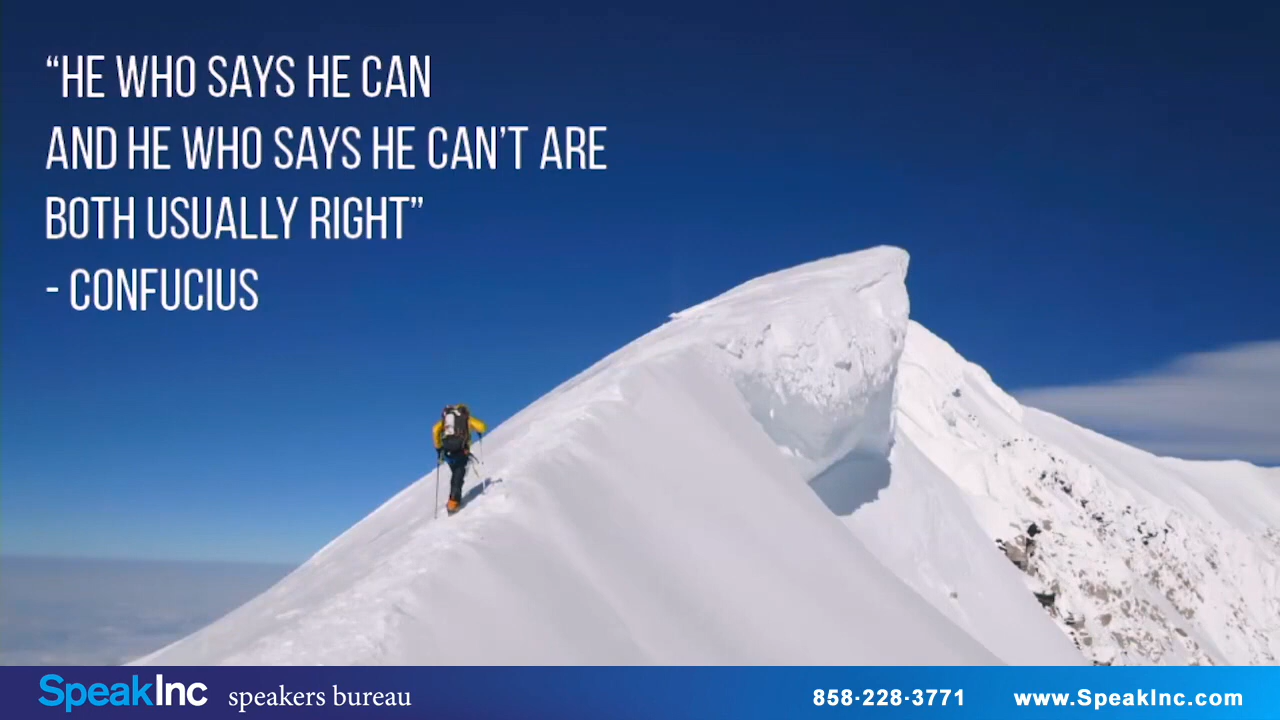 “HE WHO SAYS HE CAN
AND HE WHO SAYS HE CAN’T ARE
BOTH USUALLY RIGHT”
- CONFUCIUS
SpeakInc speakers bureau
858·228·3771
www.SpeakInc.com